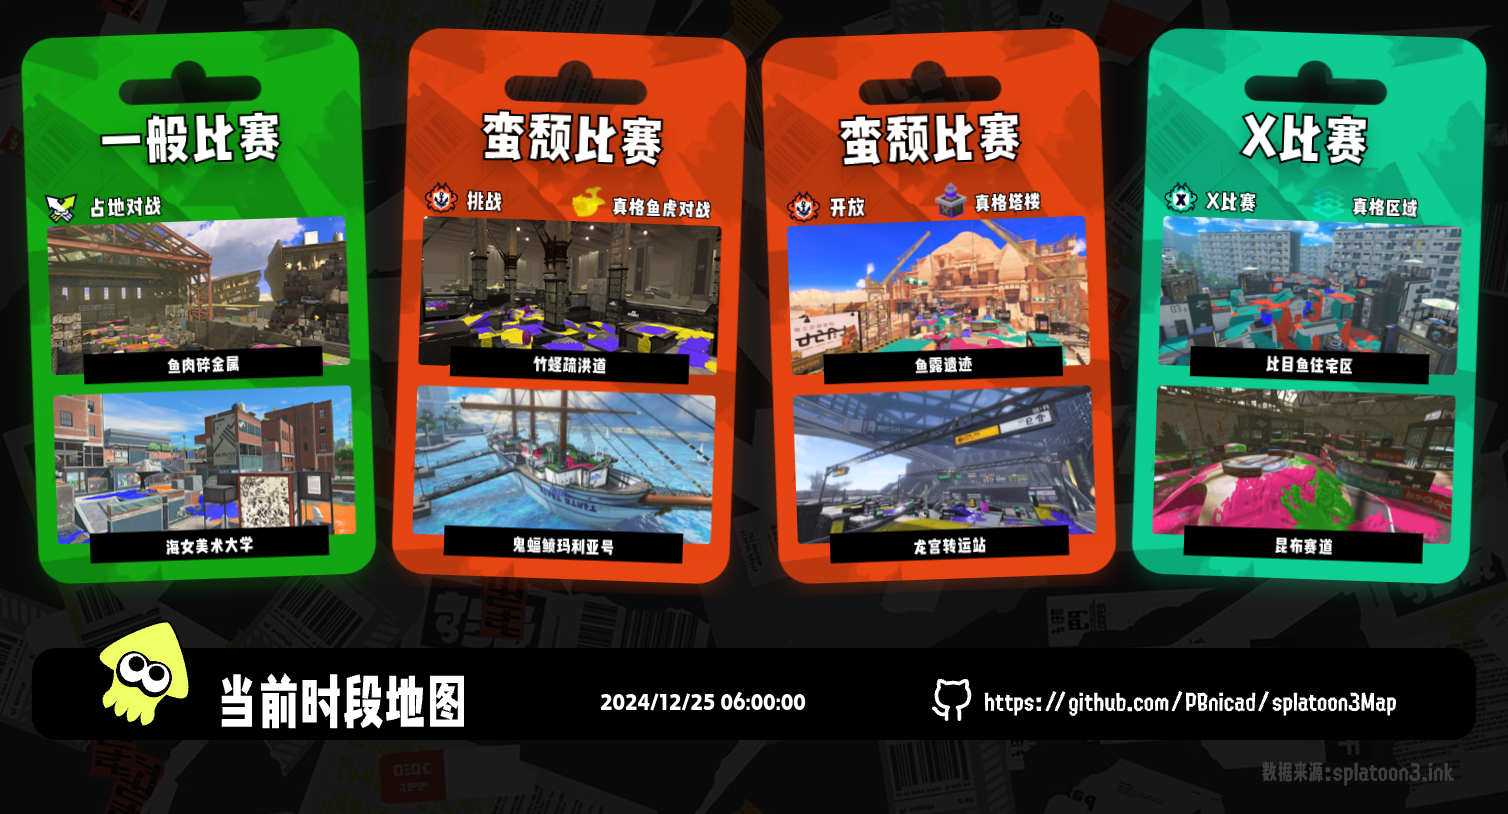 一般比赛
占地对战
鱼肉碎金属
海女美术大学
蛮颓比赛
挑战
真格鱼虎对战
竹蛏疏洪道
鬼蝠鲼玛利亚号
蛮颓比赛
开放
真格塔楼
鱼露遗迹
龙宫转运站
X比赛
X比赛
真格区域
比目鱼住宅区
昆布赛道
当前时段地图
2024/12/25 06:00:00
https://github.com/PBnicad/splatoon3Map
数据来源:splatoon3.ink